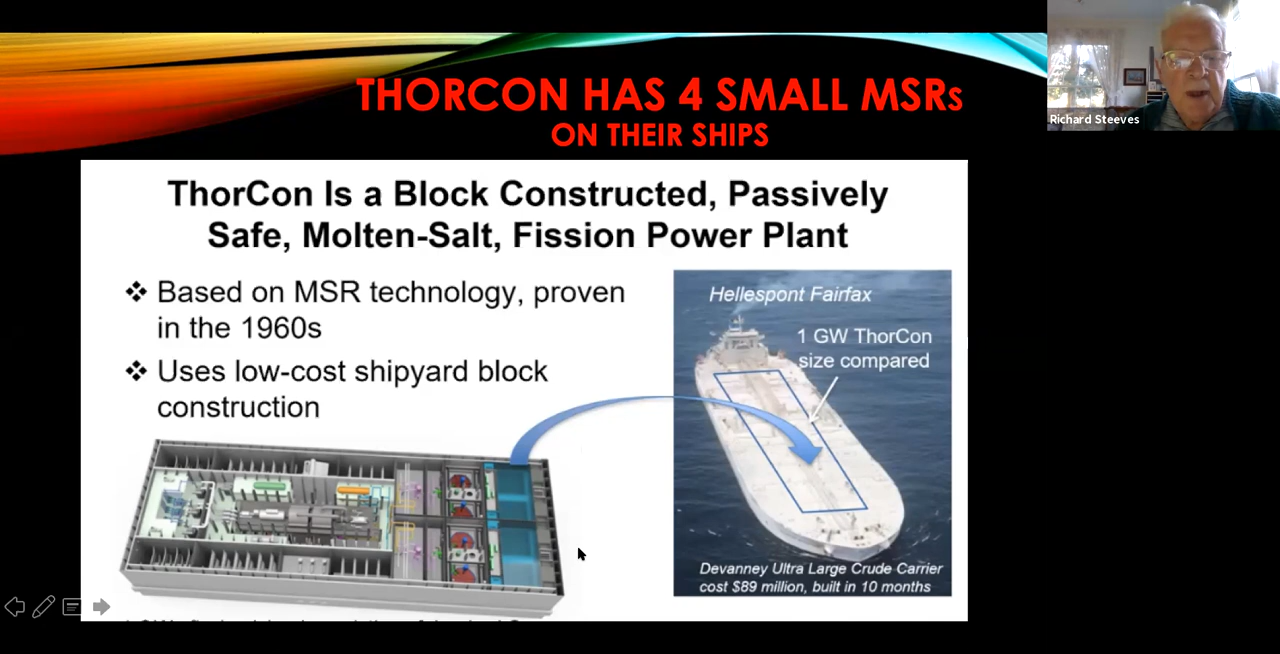 THORCON HAS 4 SMALL MSRs
ON THEIR SHIPS
Richard Steeves
ThorCon Is a Block Constructed, Passively
Safe, Molten-Salt, Fission Power Plant
❖ Based on MSR technology, proven
in the 1960s
❖ Uses low-cost shipyard block
construction
Hellespont Fairfax
1 GW ThorCon
size compared
Devanney Ultra Large Crude Carrier
cost $89 million, built in 10 months